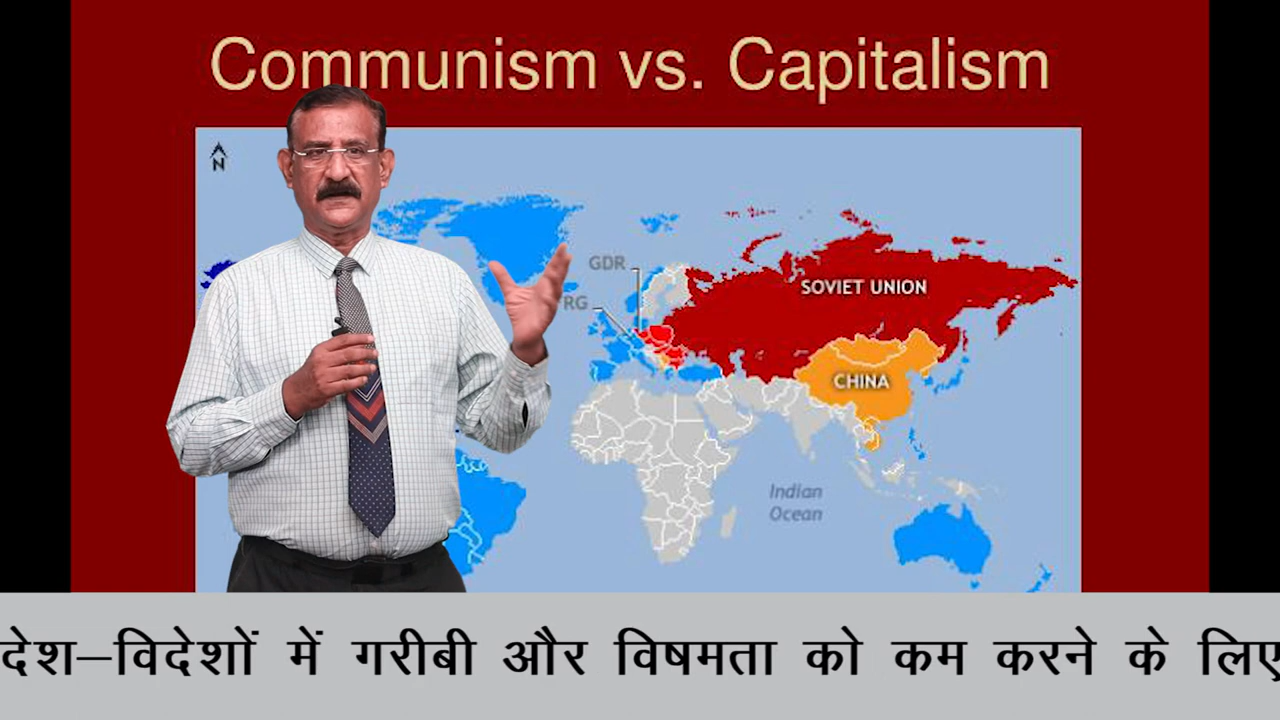 Communism vs. Capitalism
N
GDR
RG
SOVIET UNION
CHINA
Indian
Ocean
देश–विदेशों में गरीबी और विषमता को कम करने के लिए